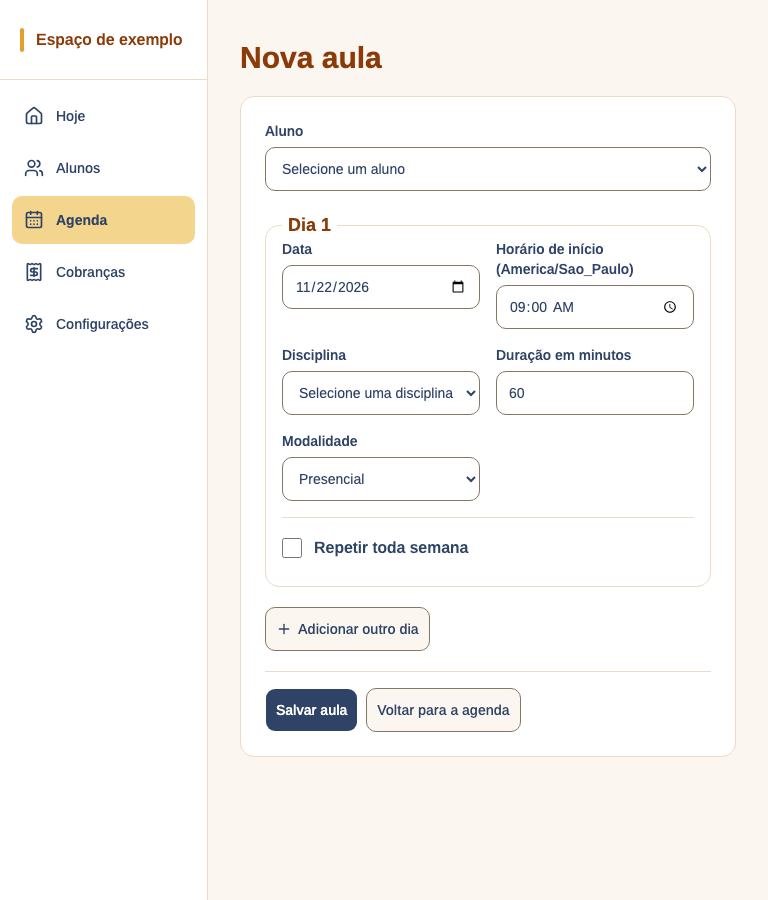 Espaço de exemplo
Hoje
Alunos
Agenda
Cobranças
Configurações
Nova aula
Aluno
Selecione um aluno
Dia 1
Data
11/22/2026
Horário de início
(America/Sao_Paulo)
09:00 AM
Disciplina
Selecione uma disciplina
Duração em minutos
60
Modalidade
Presencial
Repetir toda semana
Adicionar outro dia
Salvar aula
Voltar para a agenda